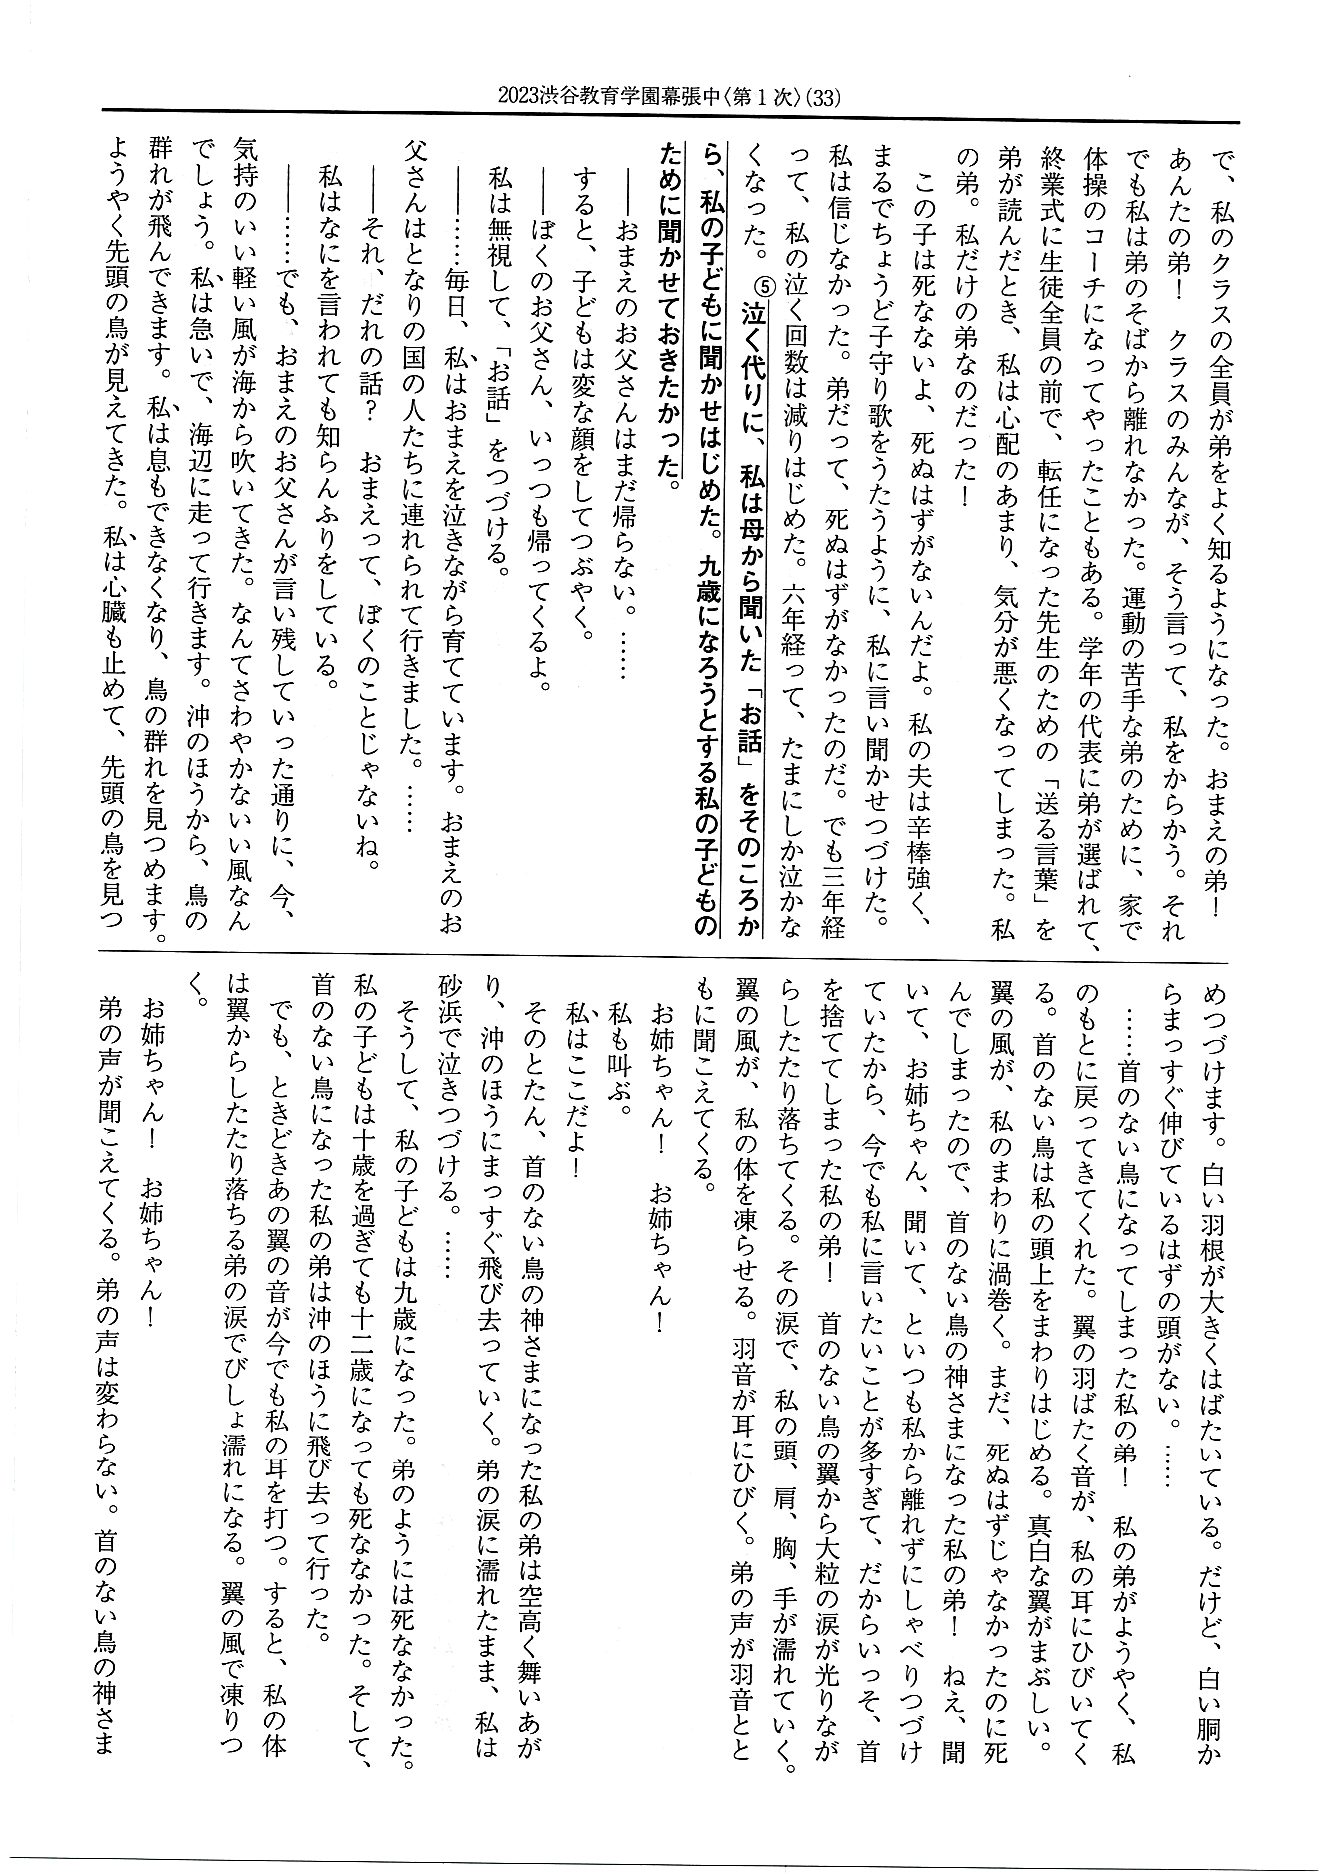 2023渋谷教育学園幕張中〈第1次〉(33)
で、私のクラスの全員が弟をよく知るようになった。おまえの弟！
あんたの弟！　クラスのみんなが、そう言って、私をからかう。それ
でも私は弟のそばから離れなかった。運動の苦手な弟のために、家で
体操のコーチになってやったこともある。学年の代表に弟が選ばれて、
終業式に生徒全員の前で、転任になった先生のための「送る言葉」を
弟が読んだとき、私は心配のあまり、気分が悪くなってしまった。私
の弟。私だけの弟なのだった！
　この子は死なないよ、死ぬはずがないんだよ。私の夫は辛棒強く、
まるでちょうど子守り歌をうたうように、私に言い聞かせつづけた。
私は信じなかった。弟だって、死ぬはずがなかったのだ。でも三年経
って、私の泣く回数は減りはじめた。六年経って、たまにしか泣かな
くなった。⑤泣く代りに、私は母から聞いた「お話」をそのころか
ら、私の子どもに聞かせはじめた。九歳になろうとする私の子どもの
ために聞かせておきたかった。
　――おまえのお父さんはまだ帰らない。……
　すると、子どもは変な顔をしてつぶやく。
　――ぼくのお父さん、いっつも帰ってくるよ。
　私は無視して、「お話」をつづける。
　――……毎日、私はおまえを泣きながら育てています。おまえのお
父さんはとなりの国の人たちに連れられて行きました。……
　――それ、だれの話？　おまえって、ぼくのことじゃないね。
　私はなにを言われても知らんふりをしている。
　――……でも、おまえのお父さんが言い残していった通りに、今、
気持のいい軽い風が海から吹いてきた。なんてさわやかないい風なん
でしょう。私は急いで、海辺に走って行きます。沖のほうから、鳥の
群れが飛んできます。私は息もできなくなり、鳥の群れを見つめます。
ようやく先頭の鳥が見えてきた。私は心臓も止めて、先頭の鳥を見つ
めつづけます。白い羽根が大きくはばたいている。だけど、白い胴か
らまっすぐ伸びているはずの頭がない。……
　……首のない鳥になってしまった私の弟！　私の弟がようやく、私
のもとに戻ってきてくれた。翼の羽ばたく音が、私の耳にひびいてく
る。首のない鳥は私の頭上をまわりはじめる。真白な翼がまぶしい。
翼の風が、私のまわりに渦巻く。まだ、死ぬはずじゃなかったのに死
んでしまったので、首のない鳥の神さまになった私の弟！　ねえ、聞
いて、お姉ちゃん、聞いて、といつも私から離れずにしゃべりつづけ
ていたから、今でも私に言いたいことが多すぎて、だからいっそ、首
を捨ててしまった私の弟！　首のない鳥の翼から大粒の涙が光りなが
らしたたり落ちてくる。その涙で、私の頭、肩、胸、手が濡れていく。
翼の風が、私の体を凍らせる。羽音が耳にひびく。弟の声が羽音とと
もに聞こえてくる。
　お姉ちゃん！　お姉ちゃん！
　私も叫ぶ。
　私はここだよ！
　そのとたん、首のない鳥の神さまになった私の弟は空高く舞いあが
り、沖のほうにまっすぐ飛び去っていく。弟の涙に濡れたまま、私は
砂浜で泣きつづける。……
　そうして、私の子どもは九歳になった。弟のようには死ななかった。
私の子どもは十歳を過ぎても十二歳になっても死ななかった。そして、
首のない鳥になった私の弟は沖のほうに飛び去って行った。
　でも、ときどきあの翼の音が今でも私の耳を打つ。すると、私の体
は翼からしたたり落ちる弟の涙でびしょ濡れになる。翼の風で凍りつ
く。
　お姉ちゃん！　お姉ちゃん！
　弟の声が聞こえてくる。弟の声は変わらない。首のない鳥の神さま